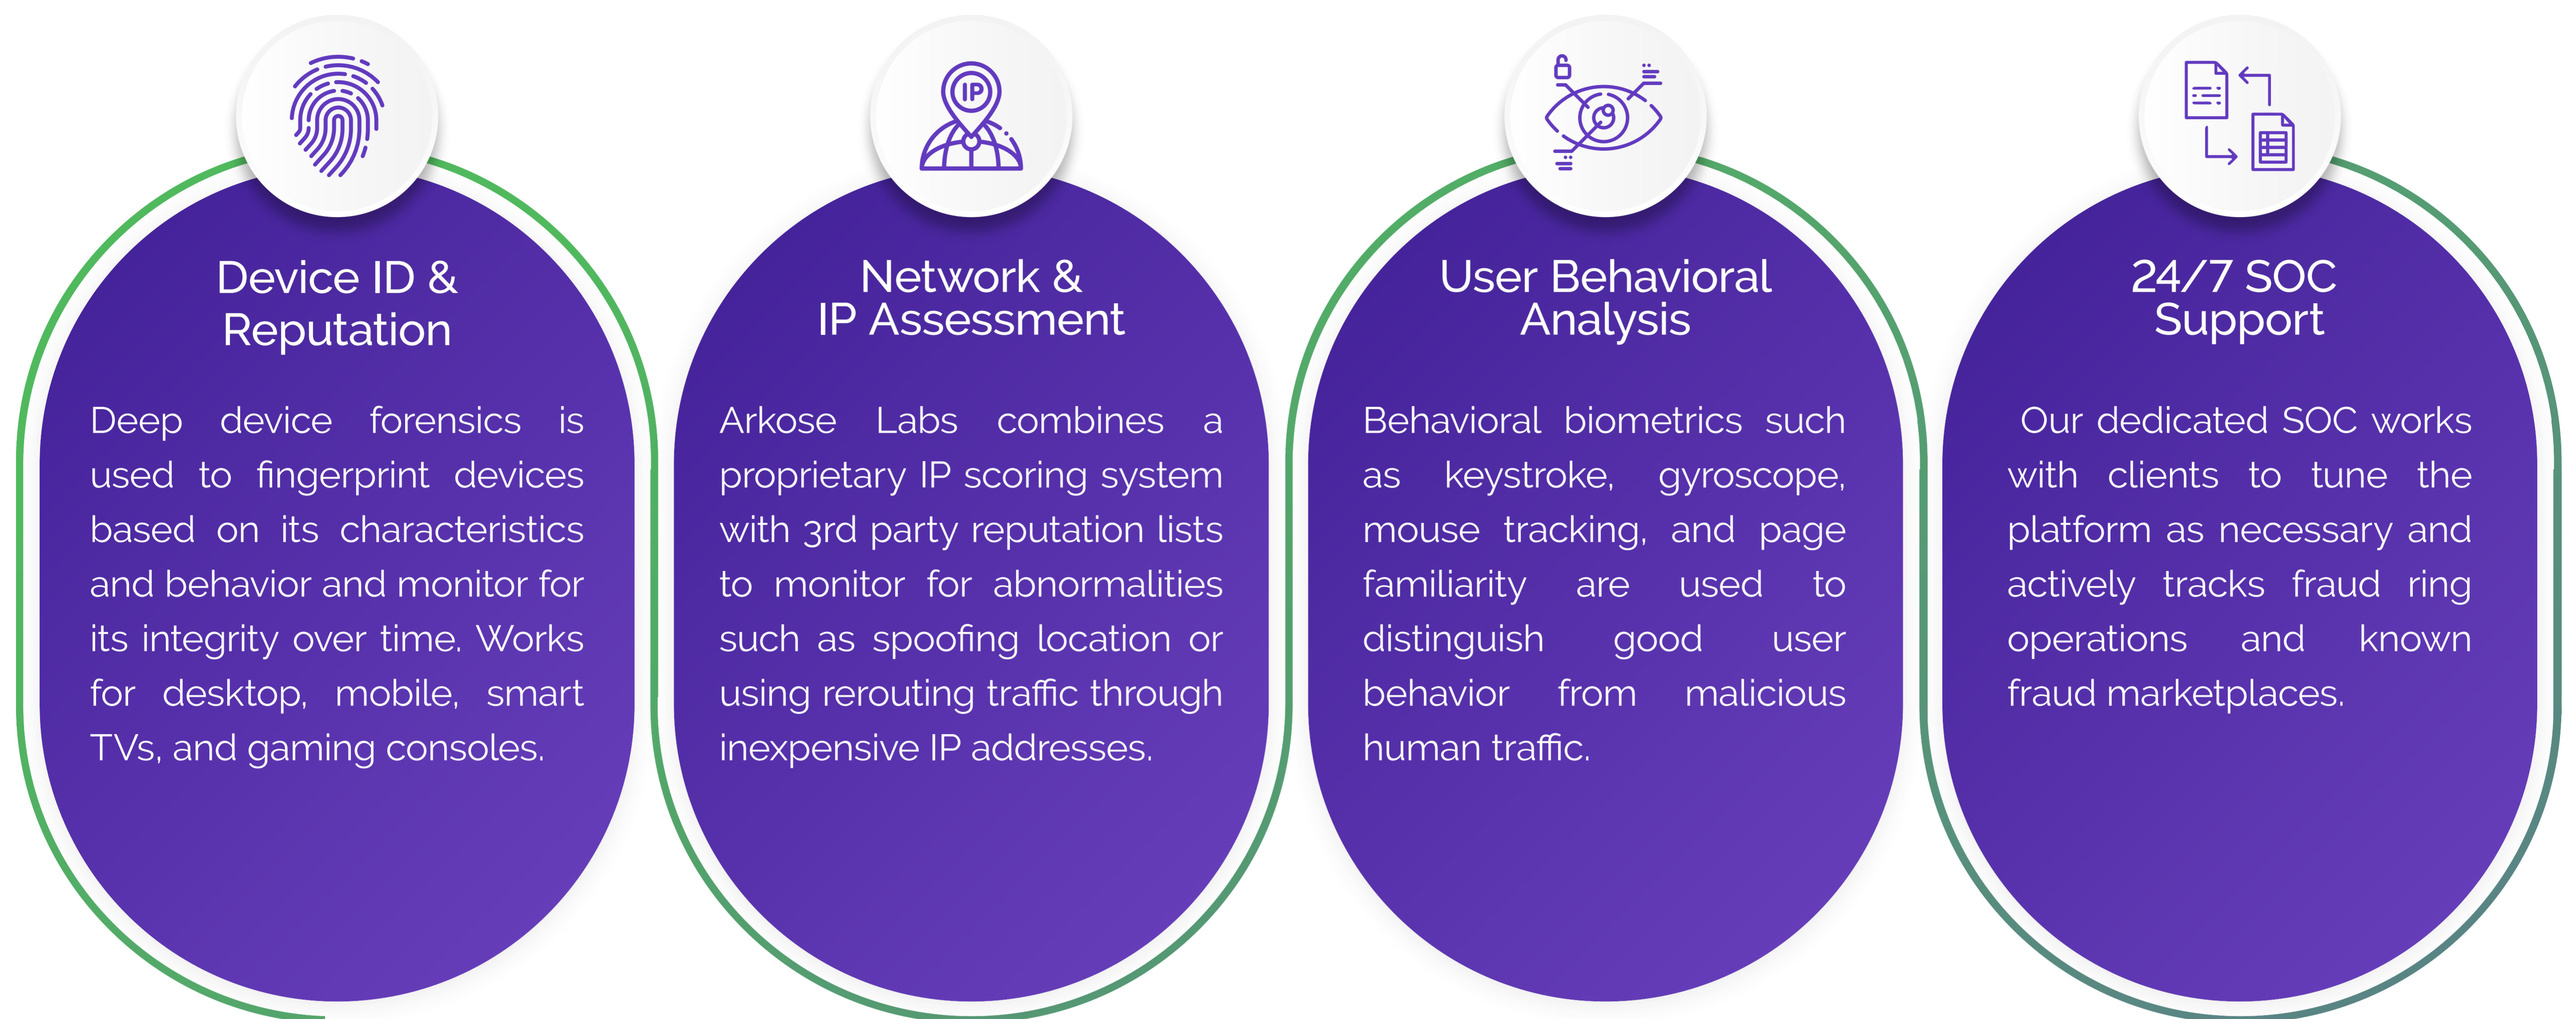 Device ID &
Reputation
Deep device forensics is
used to fingerprint devices
based on its characteristics
and behavior and monitor for
its integrity over time. Works
for desktop, mobile, smart
TVs, and gaming consoles.
IP
Network &
IP Assessment
Arkose Labs combines a
proprietary IP scoring system
with 3rd party reputation lists
to monitor for abnormalities
such as spoofing location or
using rerouting traffic through
inexpensive IP addresses.
User Behavioral
Analysis
Behavioral biometrics such
as keystroke, gyroscope,
mouse tracking, and page
familiarity are used to
distinguish good user
behavior from malicious
human traffic.
24/7 SOC
Support
Our dedicated SOC works
with clients to tune the
platform as necessary and
actively tracks fraud ring
operations and known
fraud marketplaces.